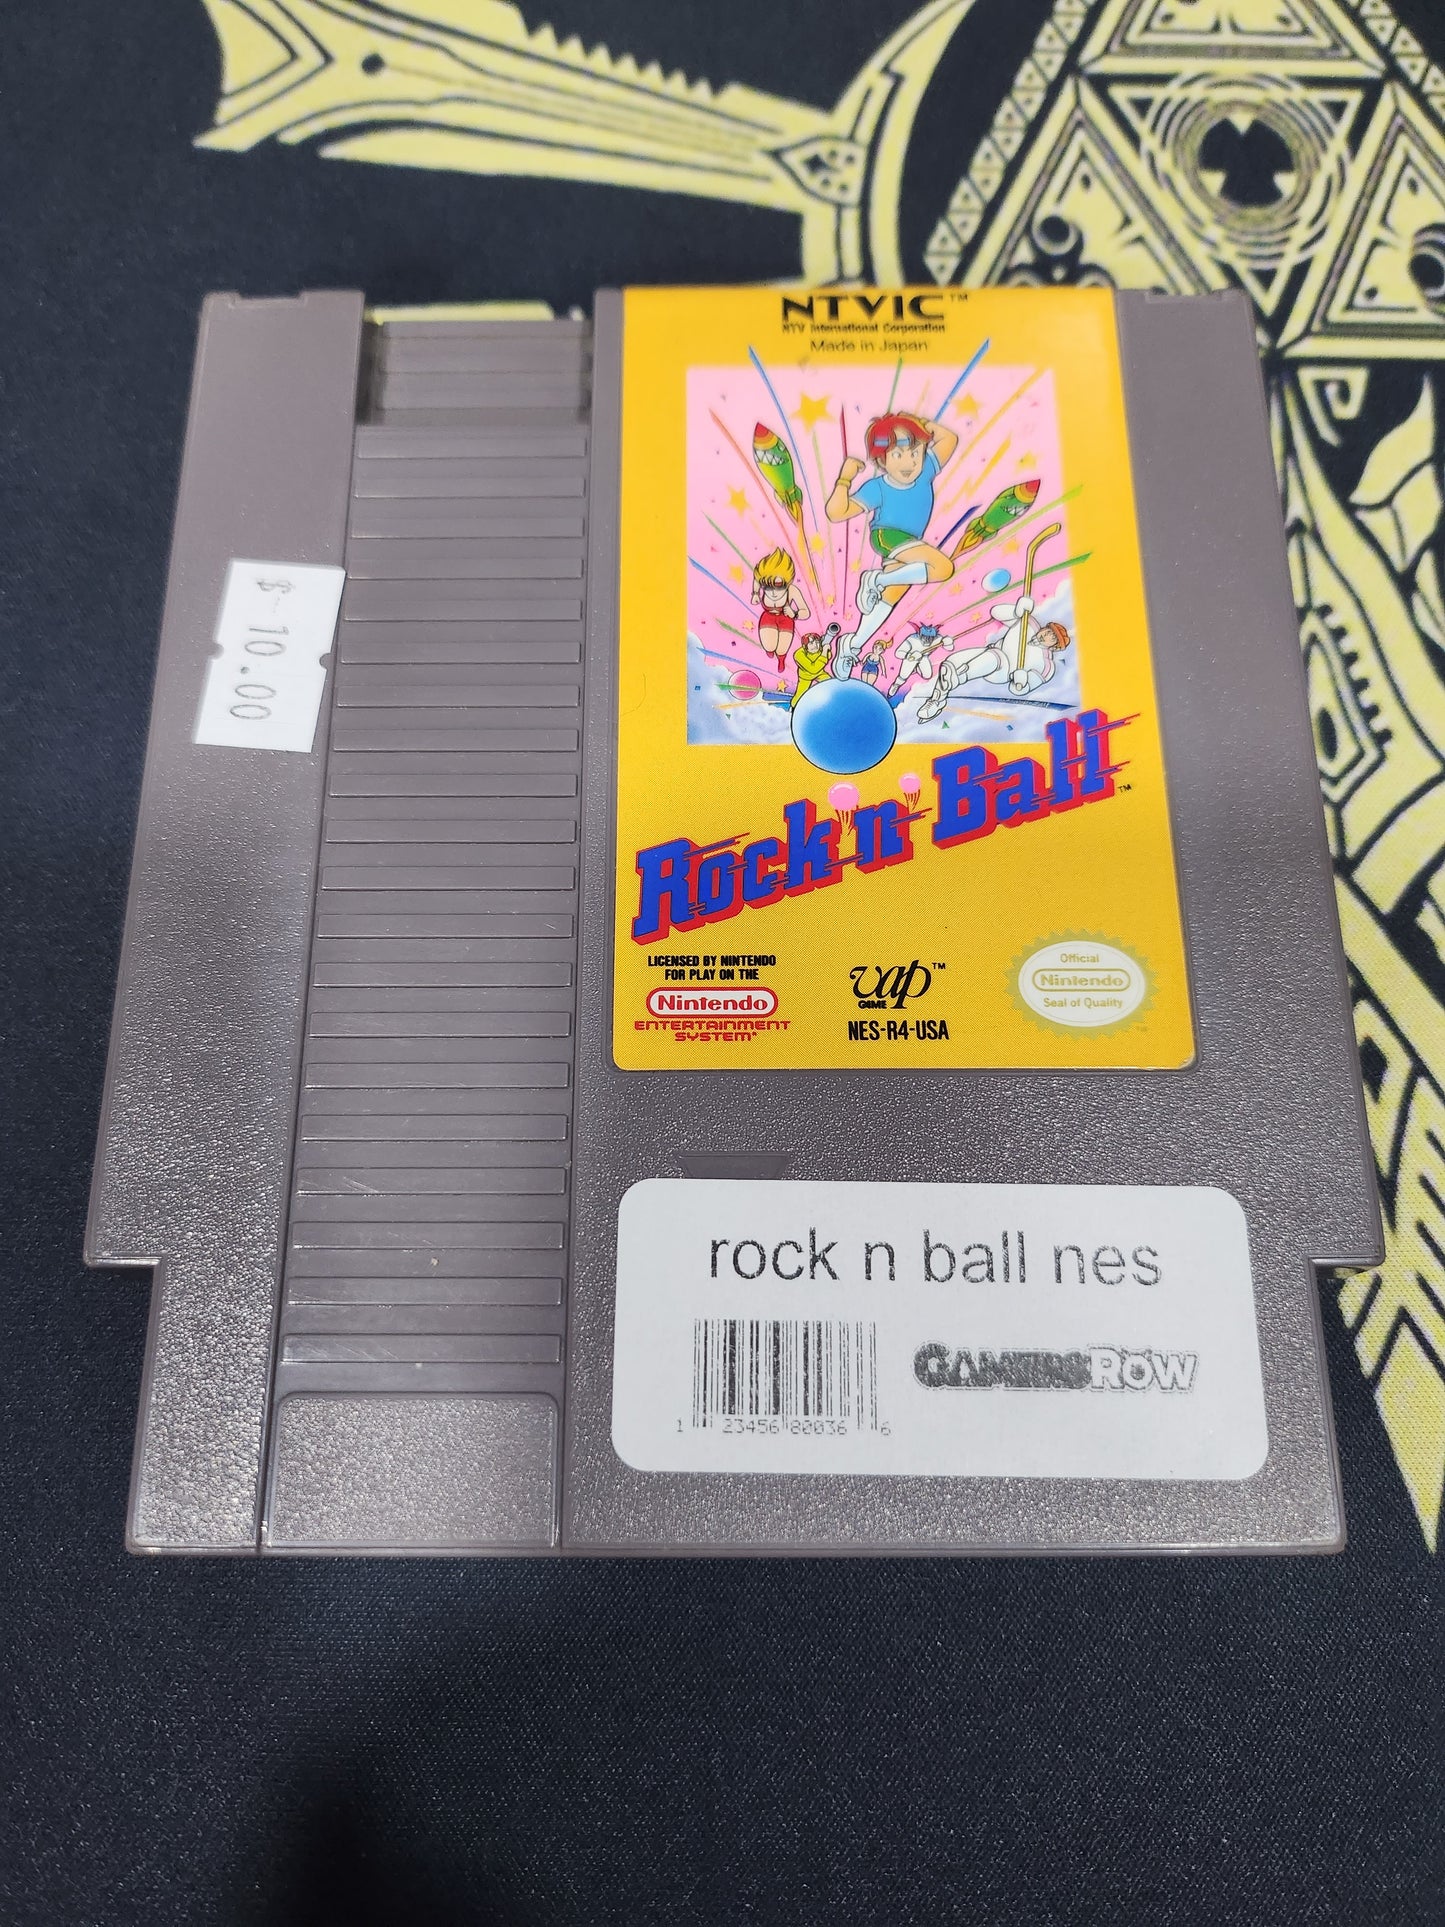 NTVIC™
NTV International Corporation
Made in Japan
$ 10.00
Rock'n' Ball™
LICENSED BY NINTENDO
FOR PLAY ON THE
Nintendo
ENTERTAINMENT
SYSTEM®
vap™
GAME
NES-R4-USA
Official
Nintendo
Seal of Quality
rock n ball nes
1 23456 80036 6
GAMERSROW